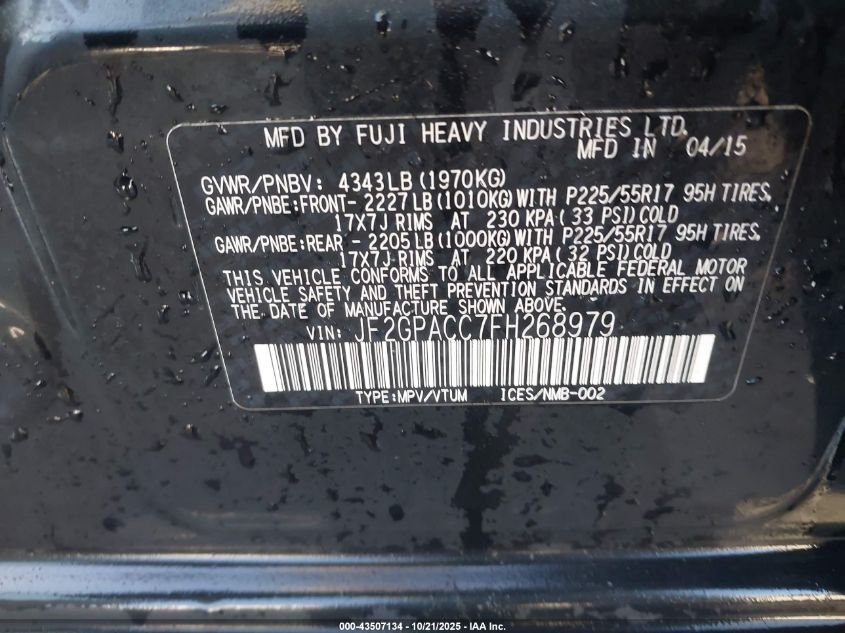 MFD BY FUJI HEAVY INDUSTRIES LTD.
MFD IN 04/15
GVWR/PNBV: 4343LB(1970KG)
GAWR/PNBE:FRONT- 2227LB(1010KG)WITH P225/55R17 95H TIRES,
17X7J RIMS AT 230 KPA( 33 PSI)COLD
GAWR/PNBE:REAR - 2205LB(1000KG)WITH P225/55R17 95H TIRES,
17X7J RIMS AT 220 KPA( 32 PSI)COLD
THIS VEHICLE CONFORMS TO ALL APPLICABLE FEDERAL MOTOR
VEHICLE SAFETY AND THEFT PREVENTION STANDARDS IN EFFECT ON
THE DATE OF MANUFACTURE SHOWN ABOVE.
VIN: JF2GPACC7FH268979
TYPE:MPV/VTUM ICES/NMB-002
000-43507134 - 10/21/2025 - IAA Inc.